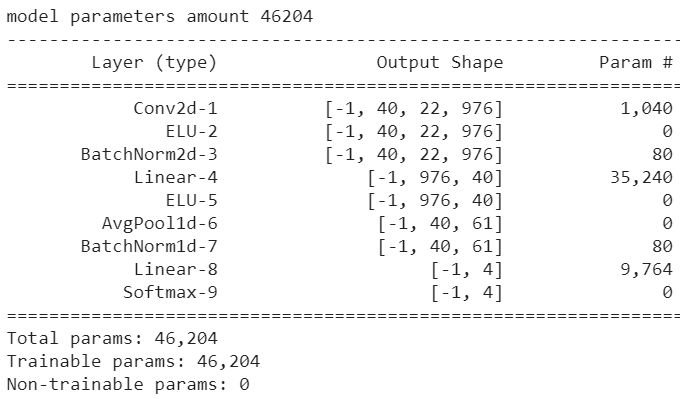 model parameters amount 46204
----------------------------------------------------------------
Layer (type) Output Shape Param #
================================================================
Conv2d-1 [-1, 40, 22, 976] 1,040
ELU-2 [-1, 40, 22, 976] 0
BatchNorm2d-3 [-1, 40, 22, 976] 80
Linear-4 [-1, 976, 40] 35,240
ELU-5 [-1, 976, 40] 0
AvgPool1d-6 [-1, 40, 61] 0
BatchNorm1d-7 [-1, 40, 61] 80
Linear-8 [-1, 4] 9,764
Softmax-9 [-1, 4] 0
================================================================
Total params: 46,204
Trainable params: 46,204
Non-trainable params: 0